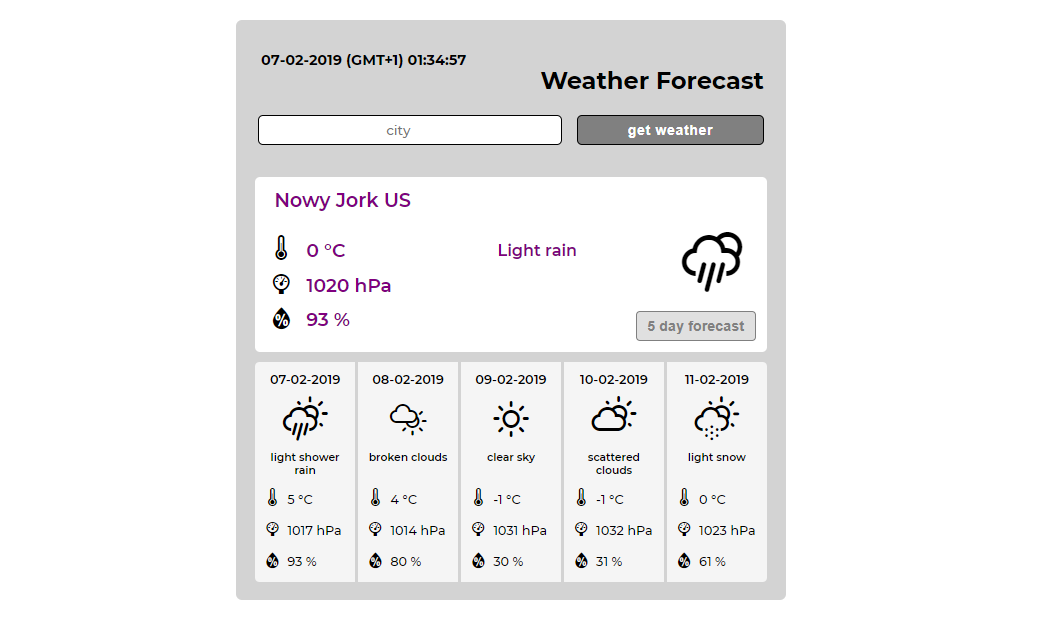 07-02-2019 (GMT+1) 01:34:57
Weather Forecast
city
get weather
Nowy Jork US
0 °C
Light rain
1020 hPa
93 %
5 day forecast
07-02-2019
light shower
rain
5 °C
1017 hPa
93 %
08-02-2019
broken clouds
4 °C
1014 hPa
80 %
09-02-2019
clear sky
-1 °C
1031 hPa
30 %
10-02-2019
scattered
clouds
-1 °C
1032 hPa
31 %
11-02-2019
light snow
0 °C
1023 hPa
61 %